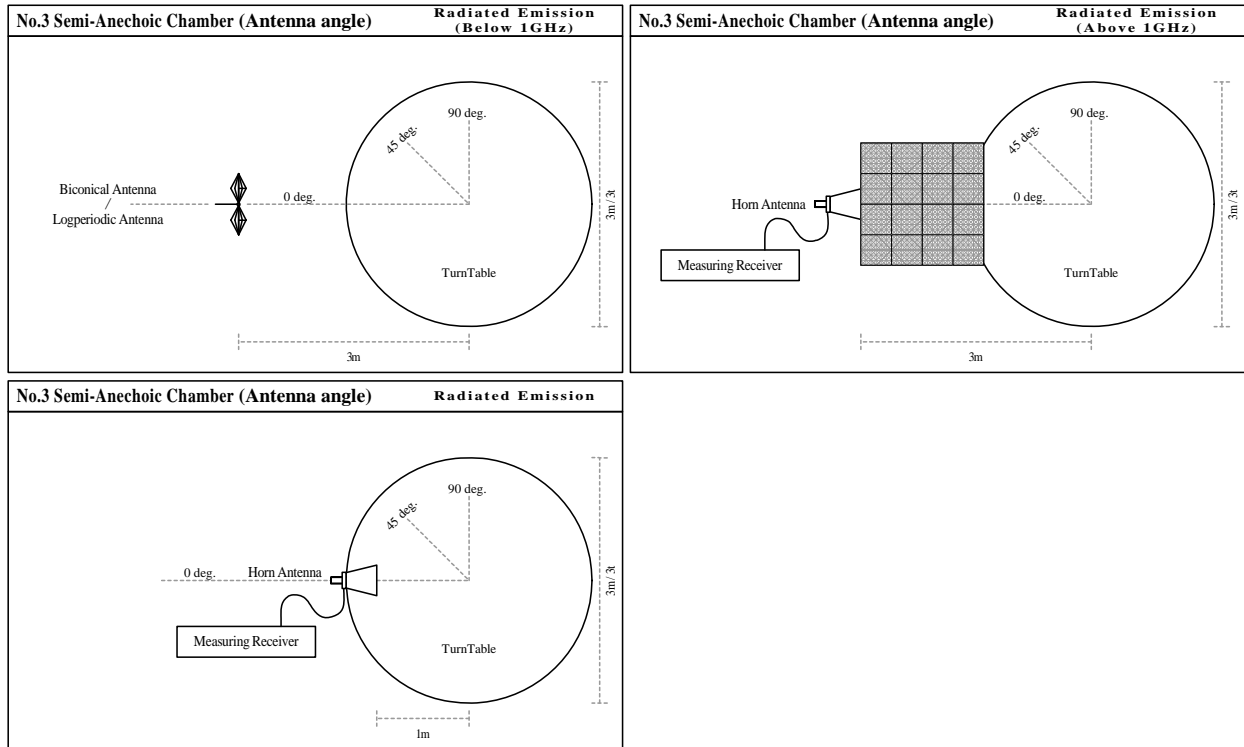 No.3 Semi-Anechoic Chamber (Antenna angle)
Radiated Emission
(Below 1GHz)
90 deg.
45 deg.
Biconical Antenna
/
Logperiodic Antenna
0 deg.
3m / 3t
TurnTable
3m
No.3 Semi-Anechoic Chamber (Antenna angle)
Radiated Emission
(Above 1GHz)
90 deg.
45 deg.
Horn Antenna
0 deg.
3m / 3t
Measuring Receiver
TurnTable
3m
No.3 Semi-Anechoic Chamber (Antenna angle)
Radiated Emission
90 deg.
45 deg.
0 deg.
Horn Antenna
3m / 3t
Measuring Receiver
TurnTable
1m